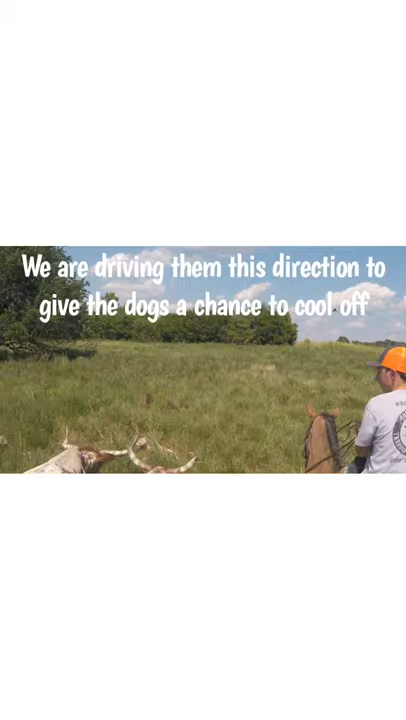 We are driving them this direction to
give the dogs a chance to cool off